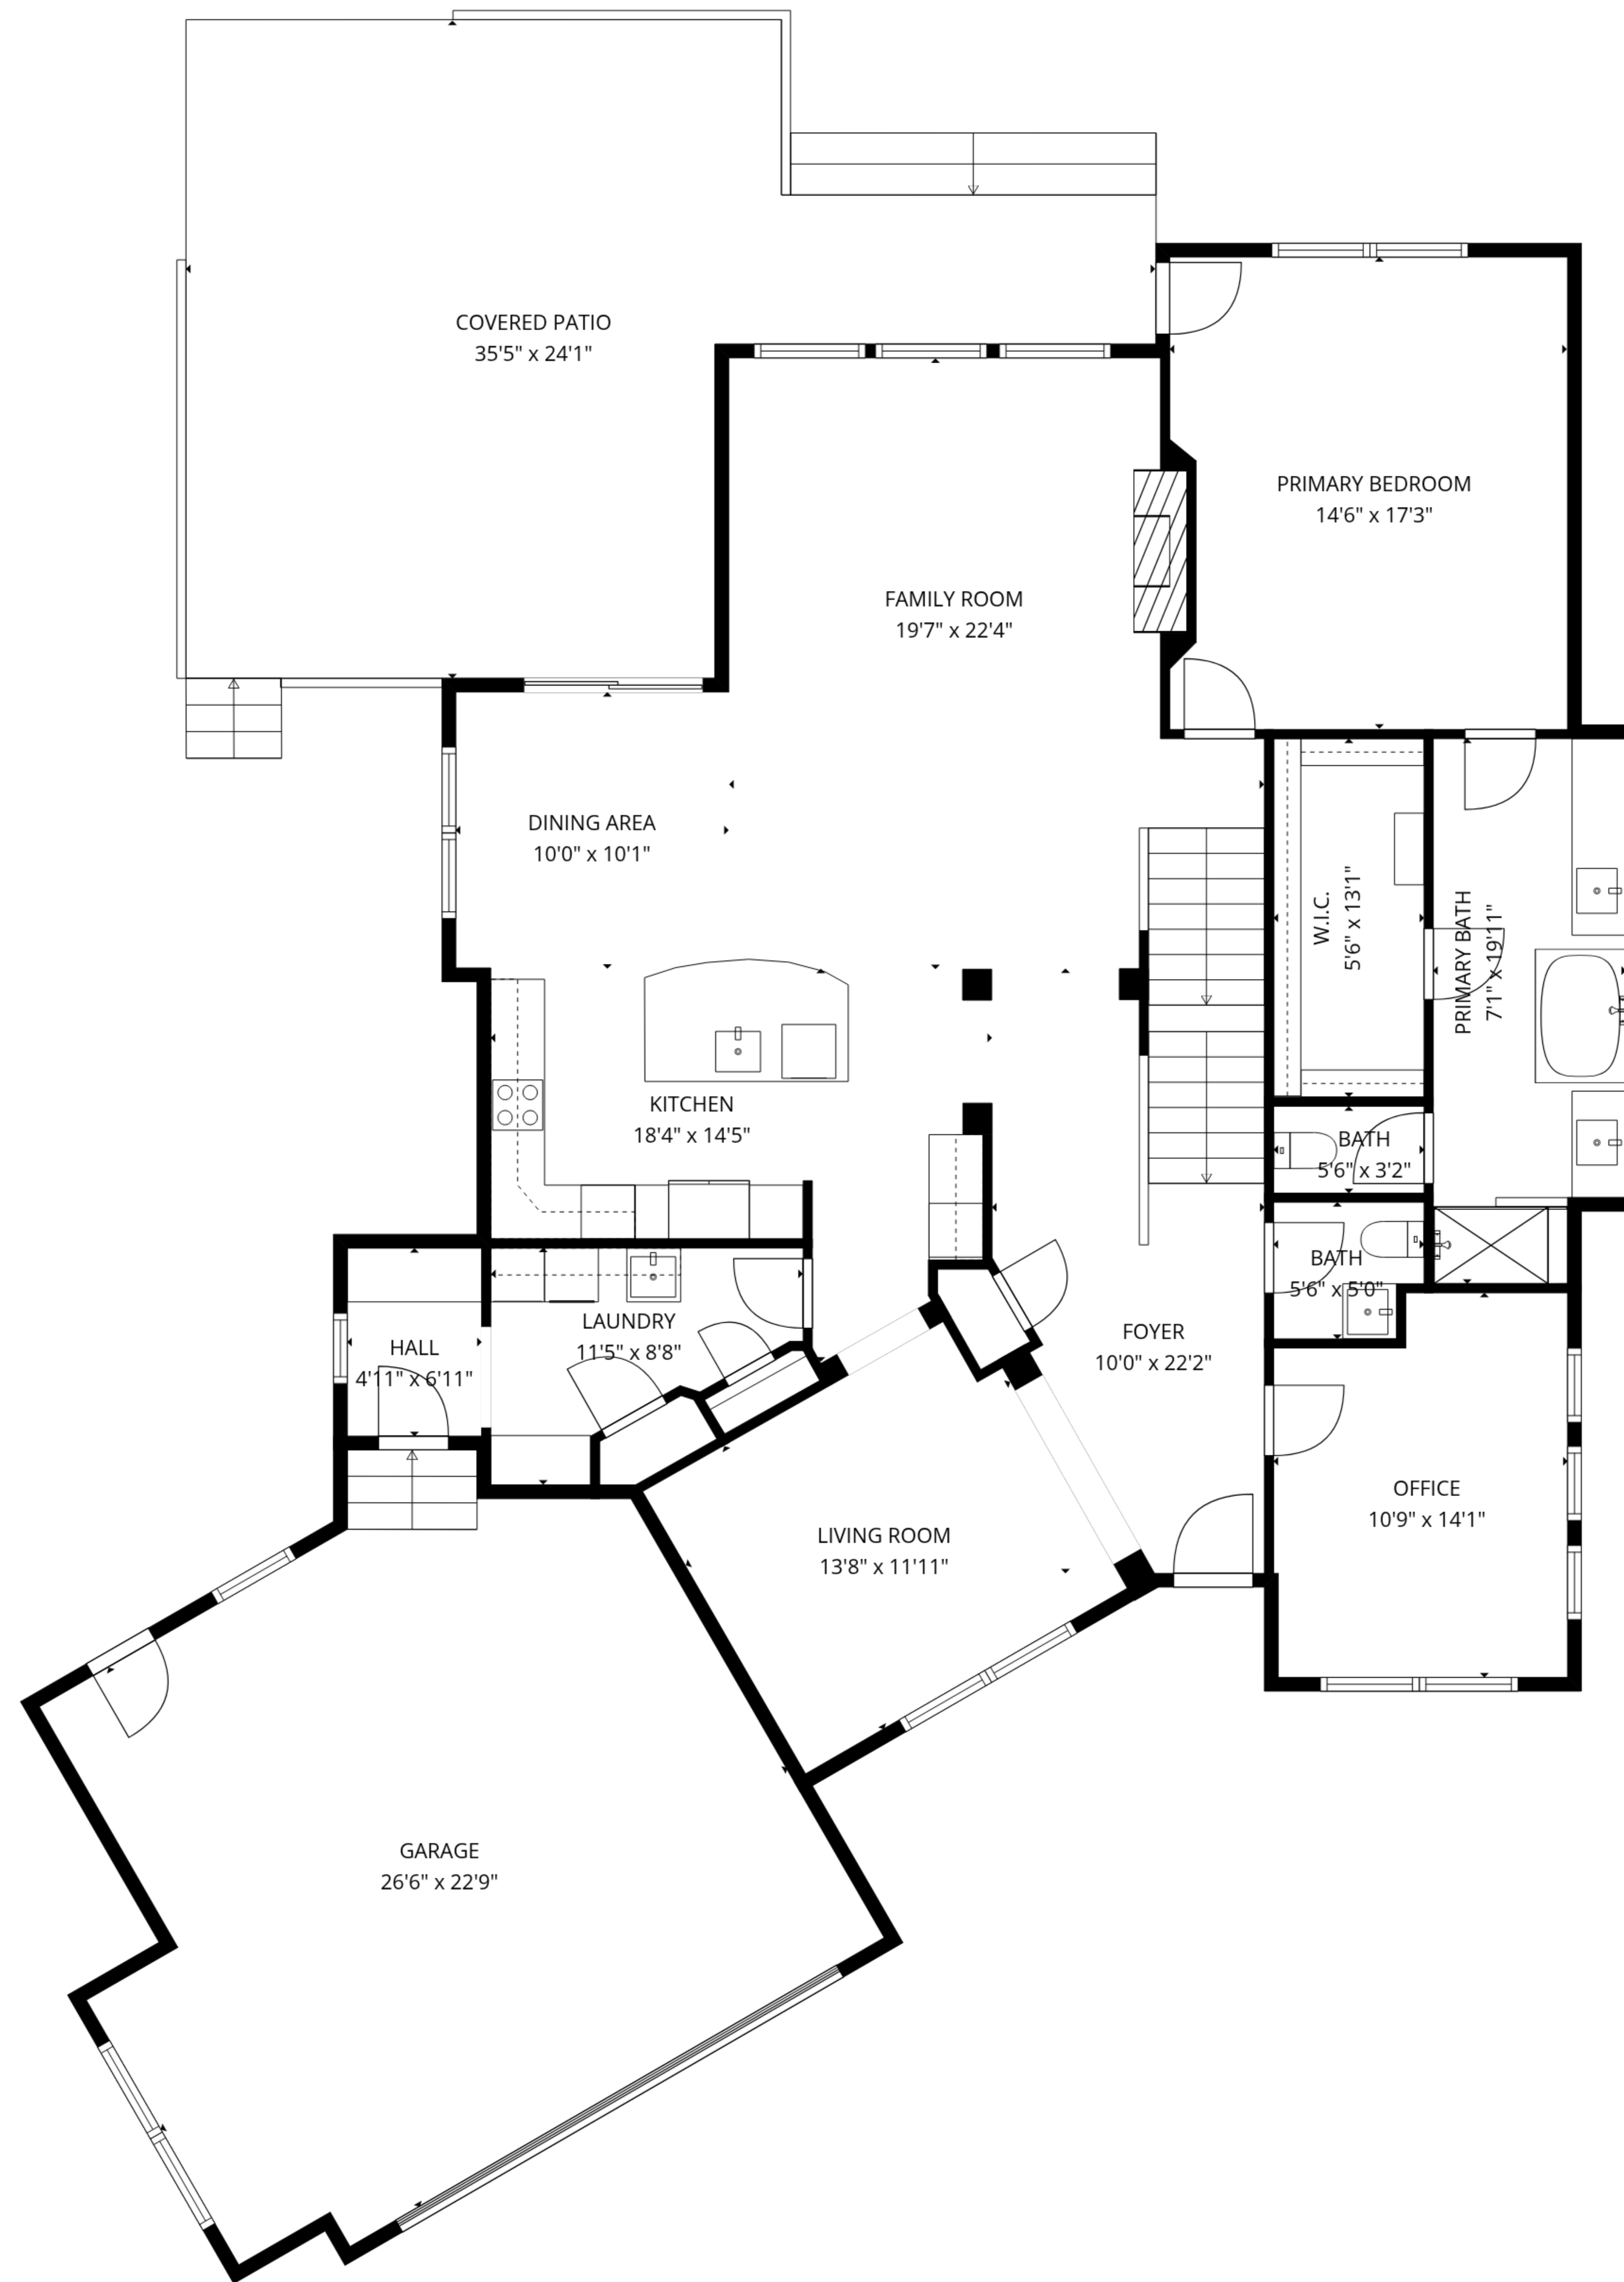 COVERED PATIO
35'5" x 24'1"
PRIMARY BEDROOM
14'6" x 17'3"
FAMILY ROOM
19'7" x 22'4"
DINING AREA
10'0" x 10'1"
W.I.C.
5'6" x 13'1"
PRIMARY BATH
7'1" x 19'11"
KITCHEN
18'4" x 14'5"
BATH
5'6" x 3'2"
BATH
5'6" x 5'0"
LAUNDRY
11'5" x 8'8"
HALL
4'11" x 6'11"
FOYER
10'0" x 22'2"
OFFICE
10'9" x 14'1"
LIVING ROOM
13'8" x 11'11"
GARAGE
26'6" x 22'9"